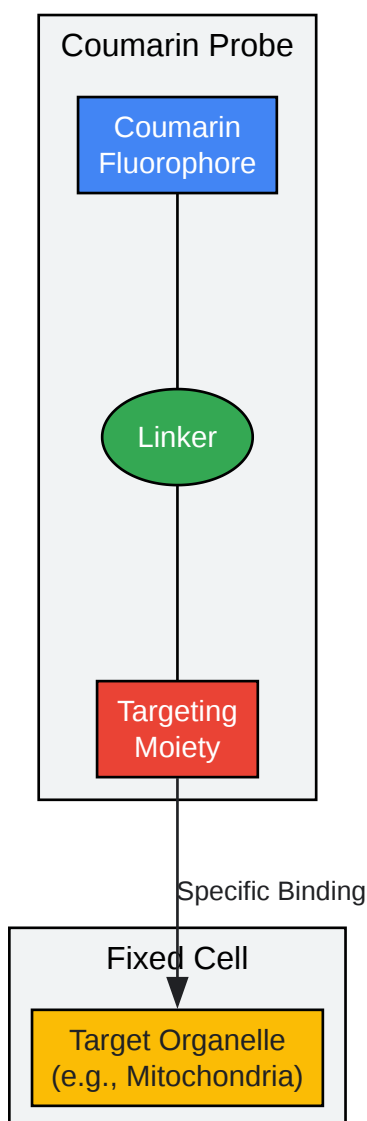 Coumarin Probe
Coumarin
Fluorophore
Linker
Targeting
Moiety
Specific Binding
Fixed Cell
Target Organelle
(e.g., Mitochondria)